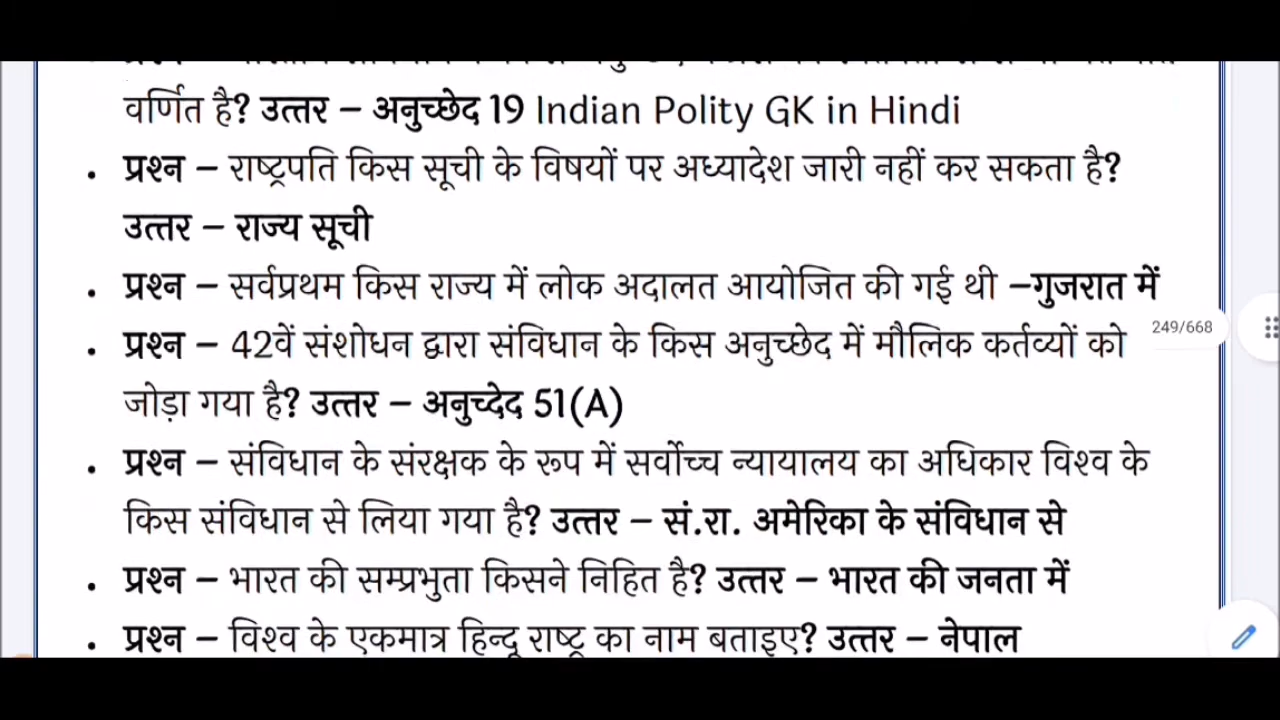 वर्णित है? उत्तर – अनुच्छेद 19 Indian Polity GK in Hindi
• प्रश्न – राष्ट्रपति किस सूची के विषयों पर अध्यादेश जारी नहीं कर सकता है?
उत्तर – राज्य सूची
• प्रश्न – सर्वप्रथम किस राज्य में लोक अदालत आयोजित की गई थी –गुजरात में
249/668
• प्रश्न – 42वें संशोधन द्वारा संविधान के किस अनुच्छेद में मौलिक कर्तव्यों को
जोड़ा गया है? उत्तर – अनुच्देद 51(A)
• प्रश्न – संविधान के संरक्षक के रूप में सर्वोच्च न्यायालय का अधिकार विश्व के
किस संविधान से लिया गया है? उत्तर – सं.रा. अमेरिका के संविधान से
• प्रश्न – भारत की सम्प्रभुता किसने निहित है? उत्तर – भारत की जनता में
• प्रश्न – विश्व के एकमात्र हिन्दू राष्ट्र का नाम बताइए? उत्तर – नेपाल